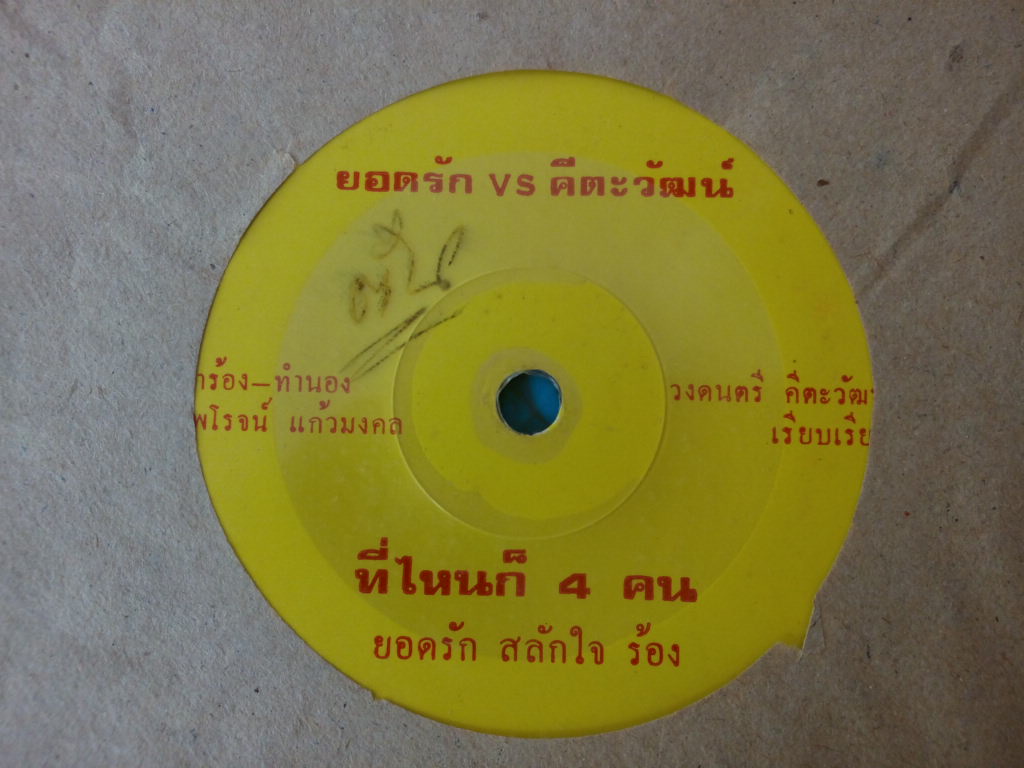 ยอดรัก VS คีตะวัฒน์
าร้อง—ทำนอง
พโรจน์ แก้วมงคล
วงดนตรี คีตะวัฒ
เรียบเรีย
ที่ไหนก็ 4 คน
ยอดรัก สลักใจ ร้อง